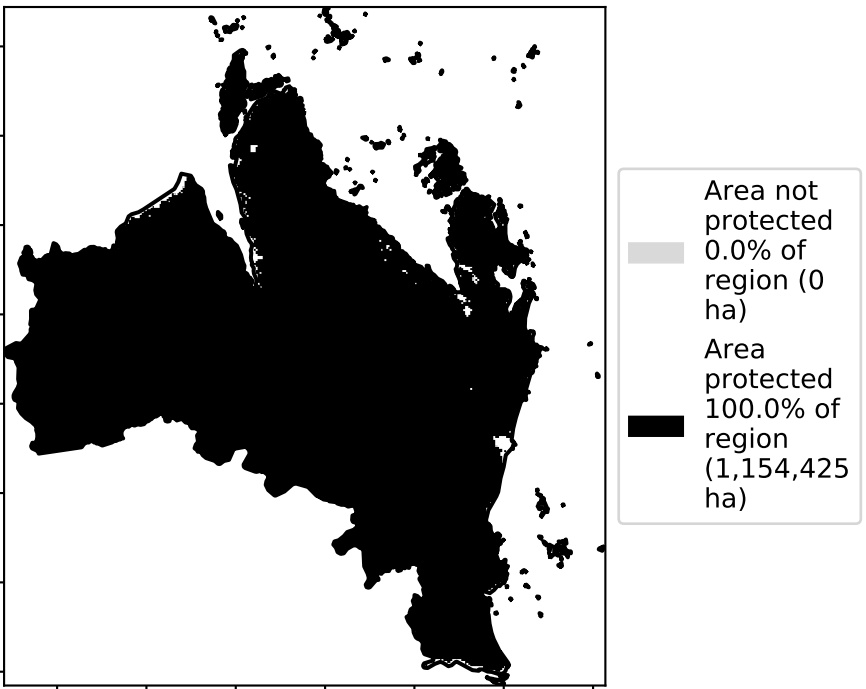 Area not
protected
0.0% of
region (0
ha)
Area
protected
100.0% of
region
(1,154,425
ha)